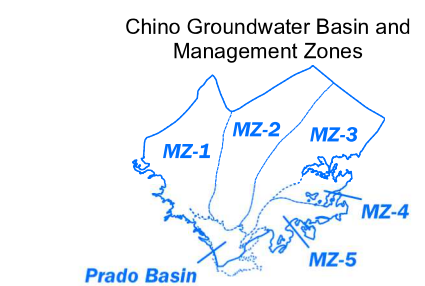 Chino Groundwater Basin and
Management Zones
MZ-1
MZ-2
MZ-3
MZ-4
MZ-5
Prado Basin